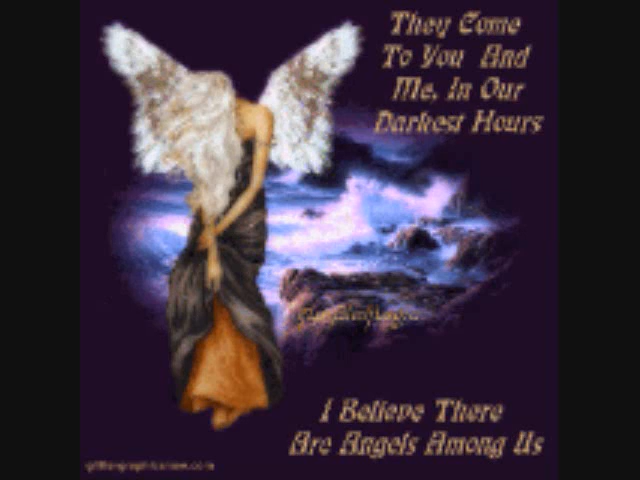 They Come
To You And
Me, In Our
Darkest Hours
I Believe There
Are Angels Among Us